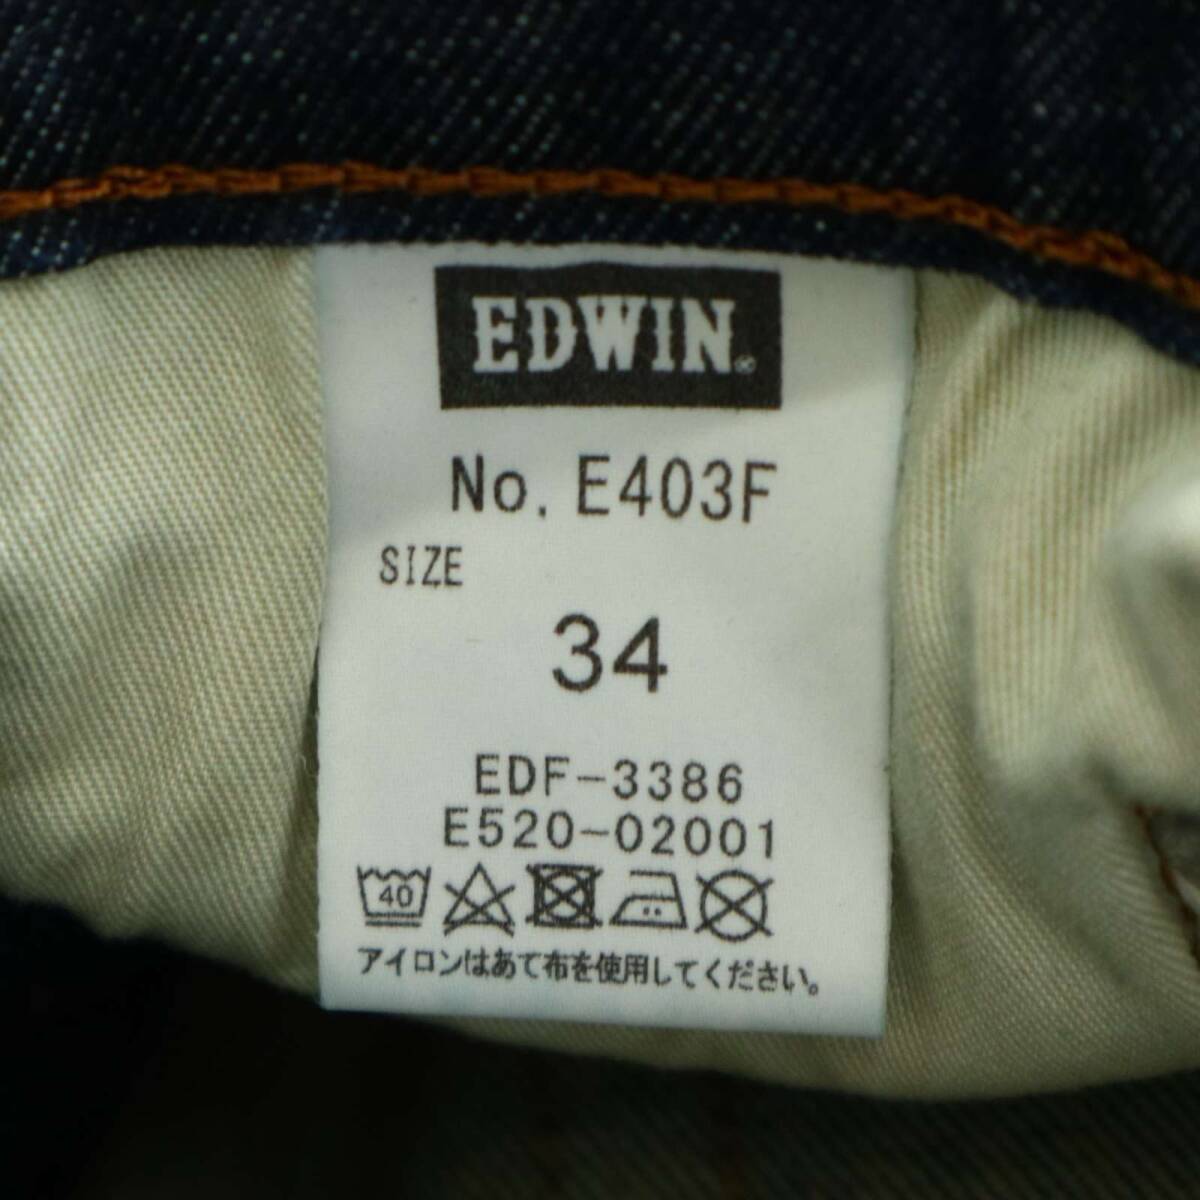 EDWIN®
No. E403F
SIZE
34
EDF-3386
E520-02001
40
アイロンはあて布を使用してください。